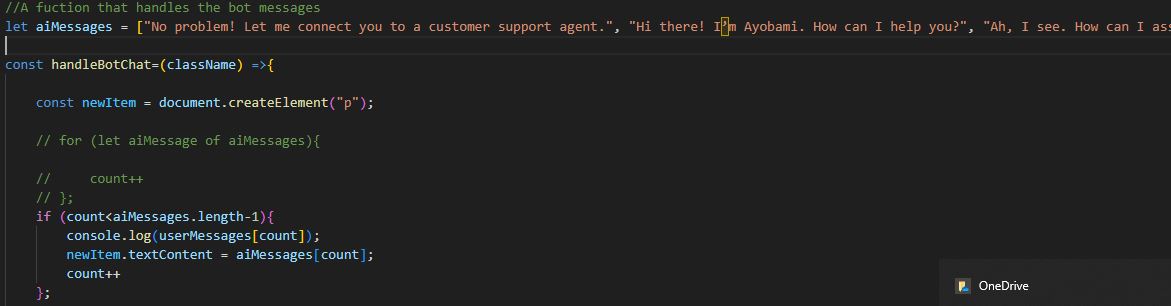 //A fuction that handles the bot messages
let aiMessages = ["No problem! Let me connect you to a customer support agent.", "Hi there! I’m Ayobami. How can I help you?", "Ah, I see. How can I ass
const handleBotChat=(className) =>{
const newItem = document.createElement("p");
// for (let aiMessage of aiMessages){
//     count++
// };
if (count<aiMessages.length-1){
console.log(userMessages[count]);
newItem.textContent = aiMessages[count];
count++
};
OneDrive